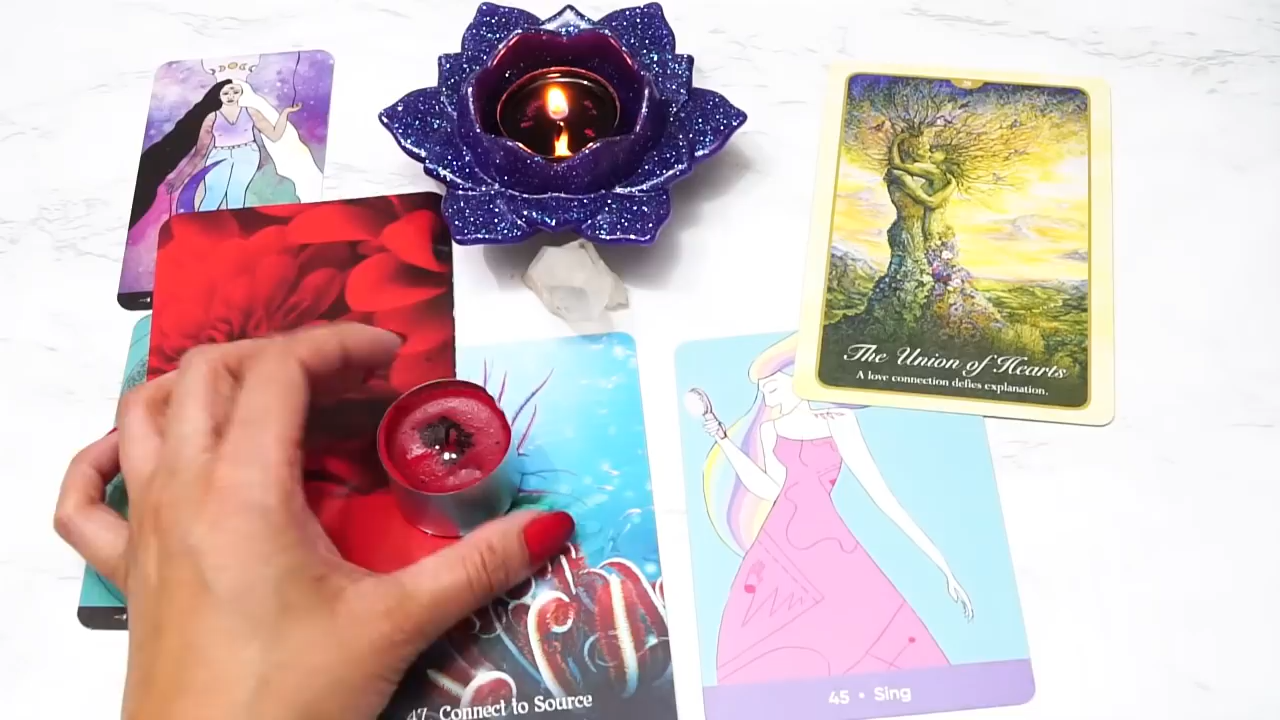 The Union of Hearts
A love connection defies explanation.
45 • Sing
47 Connect to Source